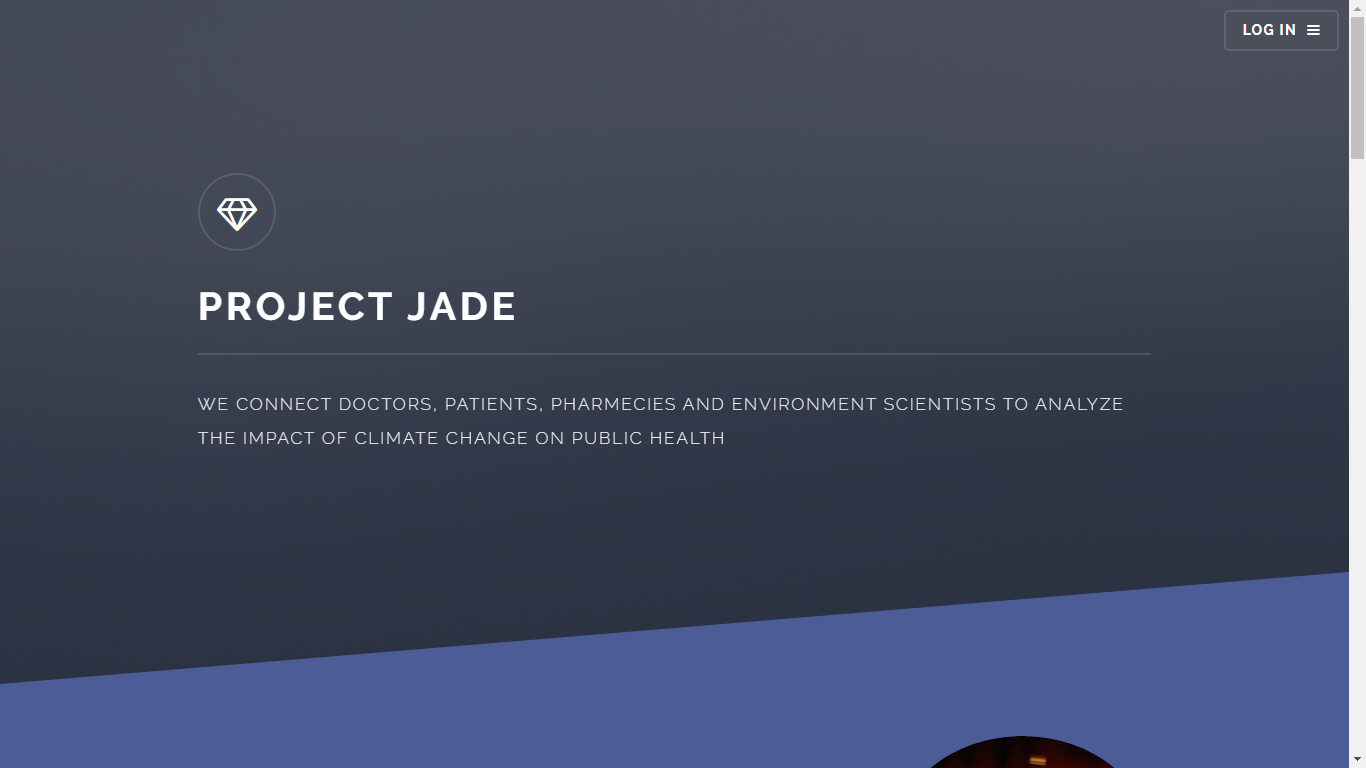 LOG IN
PROJECT JADE
WE CONNECT DOCTORS, PATIENTS, PHARMECIES AND ENVIRONMENT SCIENTISTS TO ANALYZE
THE IMPACT OF CLIMATE CHANGE ON PUBLIC HEALTH